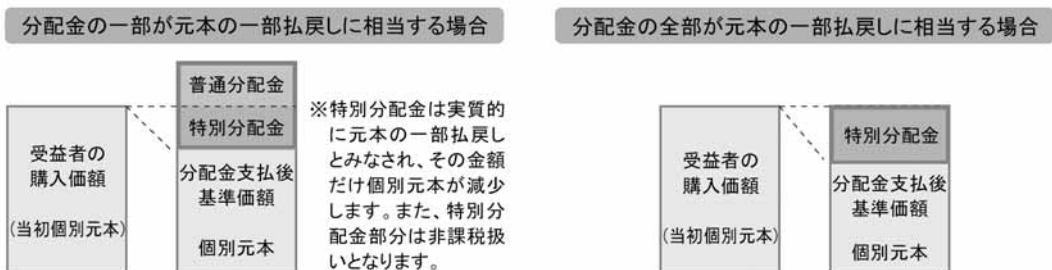 分配金の一部が元本の一部払戻しに相当する場合
普通分配金
特別分配金
受益者の
購入価額
(当初個別元本)
分配金支払後
基準価額
個別元本
※特別分配金は実質的
に元本の一部払戻し
とみなされ、その金額
だけ個別元本が減少
します。また、特別分
配金部分は非課税扱
いとなります。
分配金の全部が元本の一部払戻しに相当する場合
特別分配金
受益者の
購入価額
(当初個別元本)
分配金支払後
基準価額
個別元本